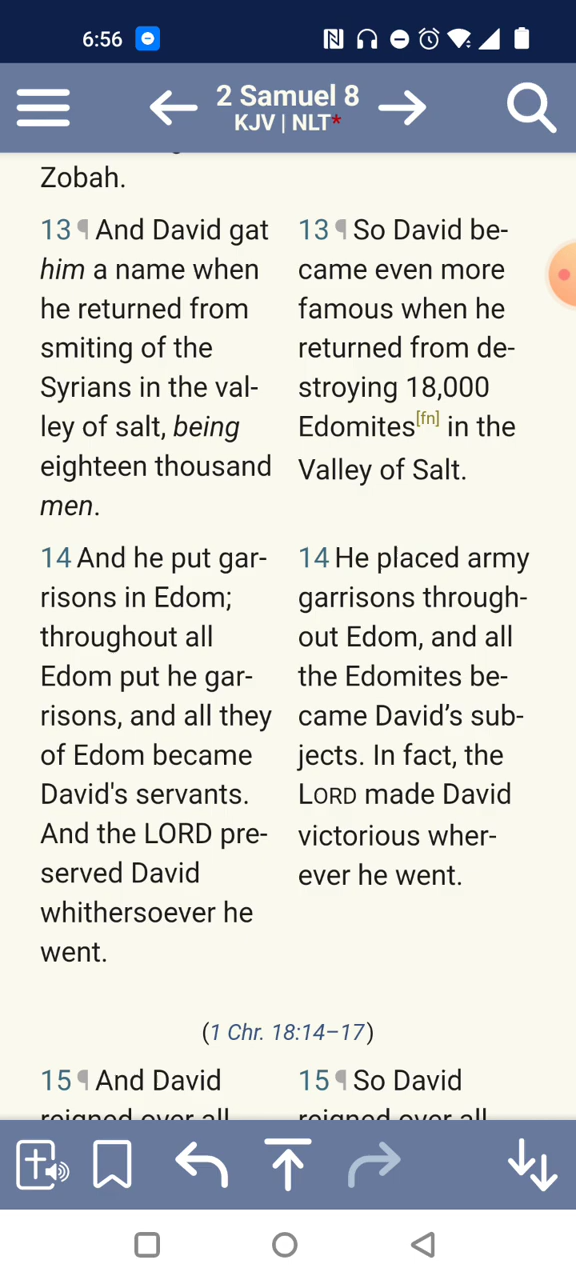 6:56
2 Samuel 8
KJV | NLT*
Zobah.
13 ¶ And David gat
him a name when
he returned from
smiting of the
Syrians in the val-
ley of salt, being
eighteen thousand
men.
14 And he put gar-
risons in Edom;
throughout all
Edom put he gar-
risons, and all they
of Edom became
David's servants.
And the LORD pre-
served David
whithersoever he
went.
13 ¶ So David be-
came even more
famous when he
returned from de-
stroying 18,000
Edomites[fn] in the
Valley of Salt.
14 He placed army
garrisons through-
out Edom, and all
the Edomites be-
came David’s sub-
jects. In fact, the
LORD made David
victorious wher-
ever he went.
(1 Chr. 18:14–17)
15 ¶ And David
reigned over all
15 ¶ So David
reigned over all